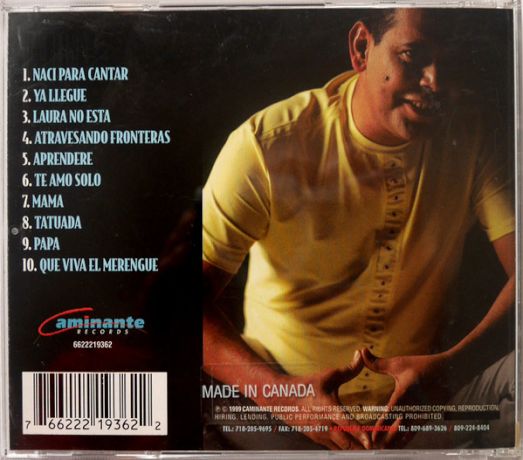 1. NACI PARA CANTAR
2. YA LLEGUE
3. LAURA NO ESTA
4. ATRAVESANDO FRONTERAS
5. APRENDERE
6. TE AMO SOLO
7. MAMA
8. TATUADA
9. PAPA
10. QUE VIVA EL MERENGUE
Caminante
RECORDS
6622219362
7 66222 19362 2
MADE IN CANADA
℗ © 1999 CAMINANTE RECORDS. ALL RIGHTS RESERVED. WARNING: UNAUTHORIZED COPYING, REPRODUCTION,
HIRING, LENDING, PUBLIC PERFORMANCE AND BROADCASTING PROHIBITED.
TEL.: 718-205-9695 / FAX: 718-205-6719 • REPUBLICA DOMINICANA: TEL: 809-689-3626 / 809-224-8404